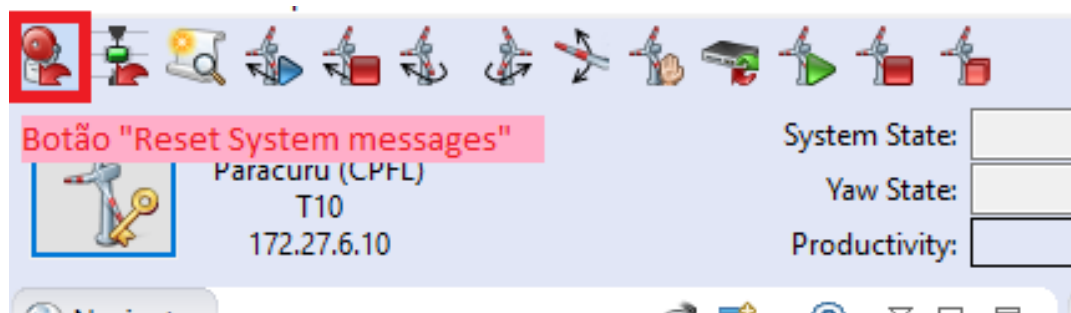 Botão "Reset System messages"
System State:
Paracuru (CPFL)
Yaw State:
T10
172.27.6.10
Productivity: